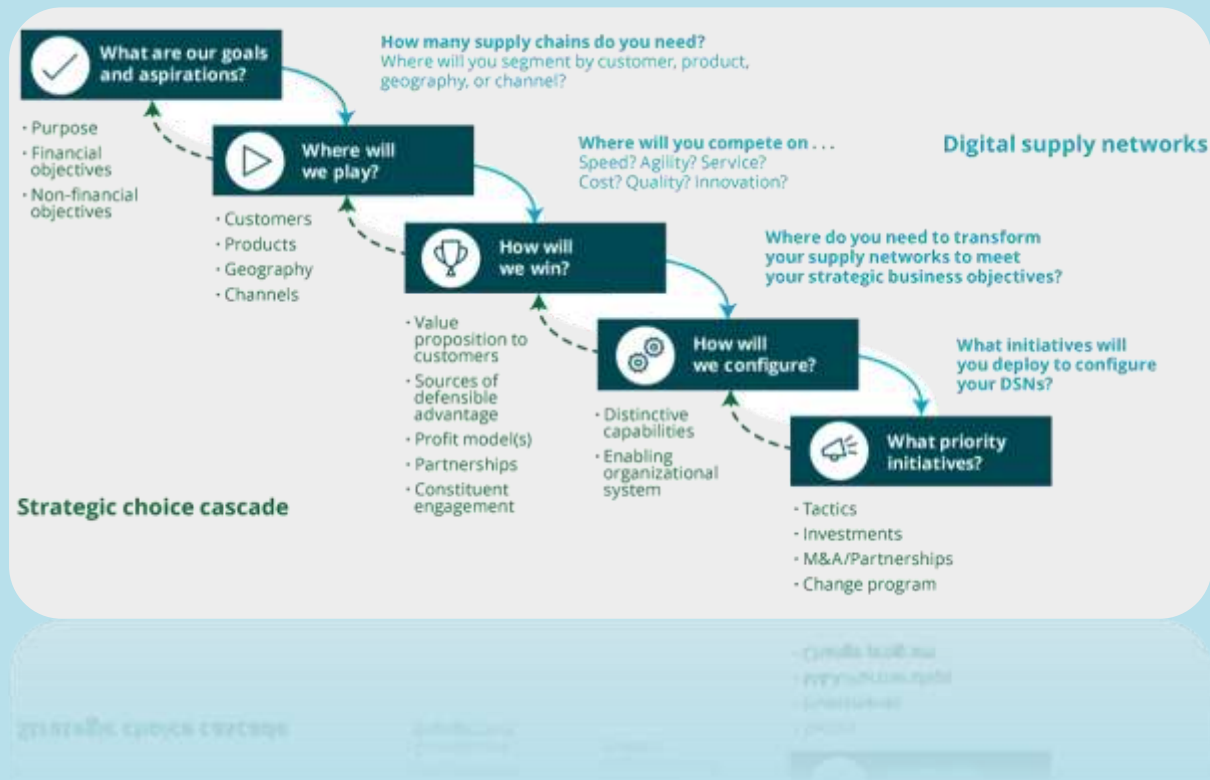 What are our goals
and aspirations?
· Purpose
· Financial
objectives
· Non-financial
objectives
How many supply chains do you need?
Where will you segment by customer, product,
geography, or channel?
Where will
we play?
· Customers
· Products
· Geography
· Channels
Where will you compete on . . .
Speed? Agility? Service?
Cost? Quality? Innovation?
Digital supply networks
How will
we win?
· Value
proposition to
customers
· Sources of
defensible
advantage
· Profit model(s)
· Partnerships
· Constituent
engagement
Where do you need to transform
your supply networks to meet
your strategic business objectives?
How will
we configure?
· Distinctive
capabilities
· Enabling
organizational
system
What initiatives will
you deploy to configure
your DSNs?
What priority
initiatives?
· Tactics
· Investments
· M&A/Partnerships
· Change program
Strategic choice cascade